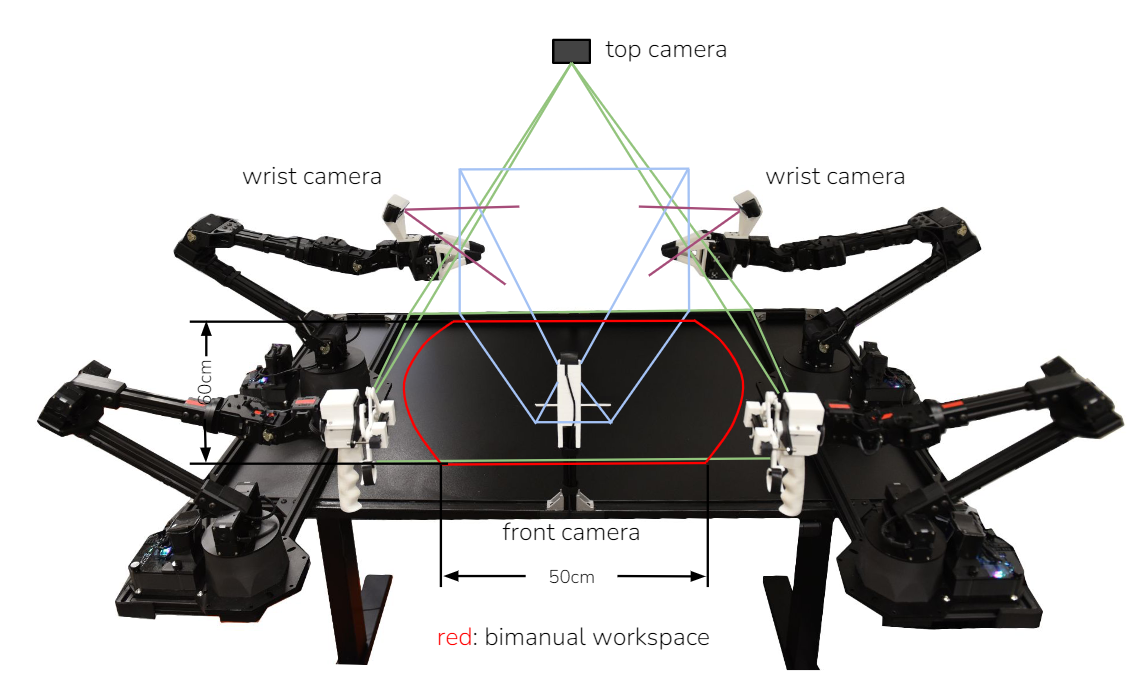 top camera
wrist camera
wrist camera
60cm
front camera
50cm
red: bimanual workspace